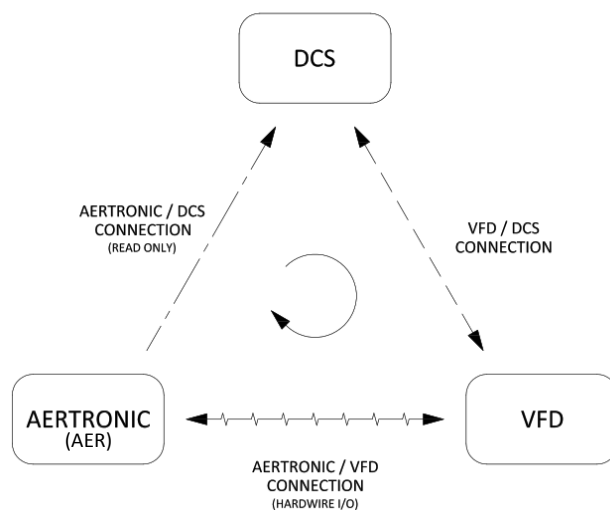 DCS
AERTRONIC / DCS
CONNECTION
(READ ONLY)
VFD / DCS
CONNECTION
AERTRONIC
(AER)
VFD
AERTRONIC / VFD
CONNECTION
(HARDWIRE I/O)